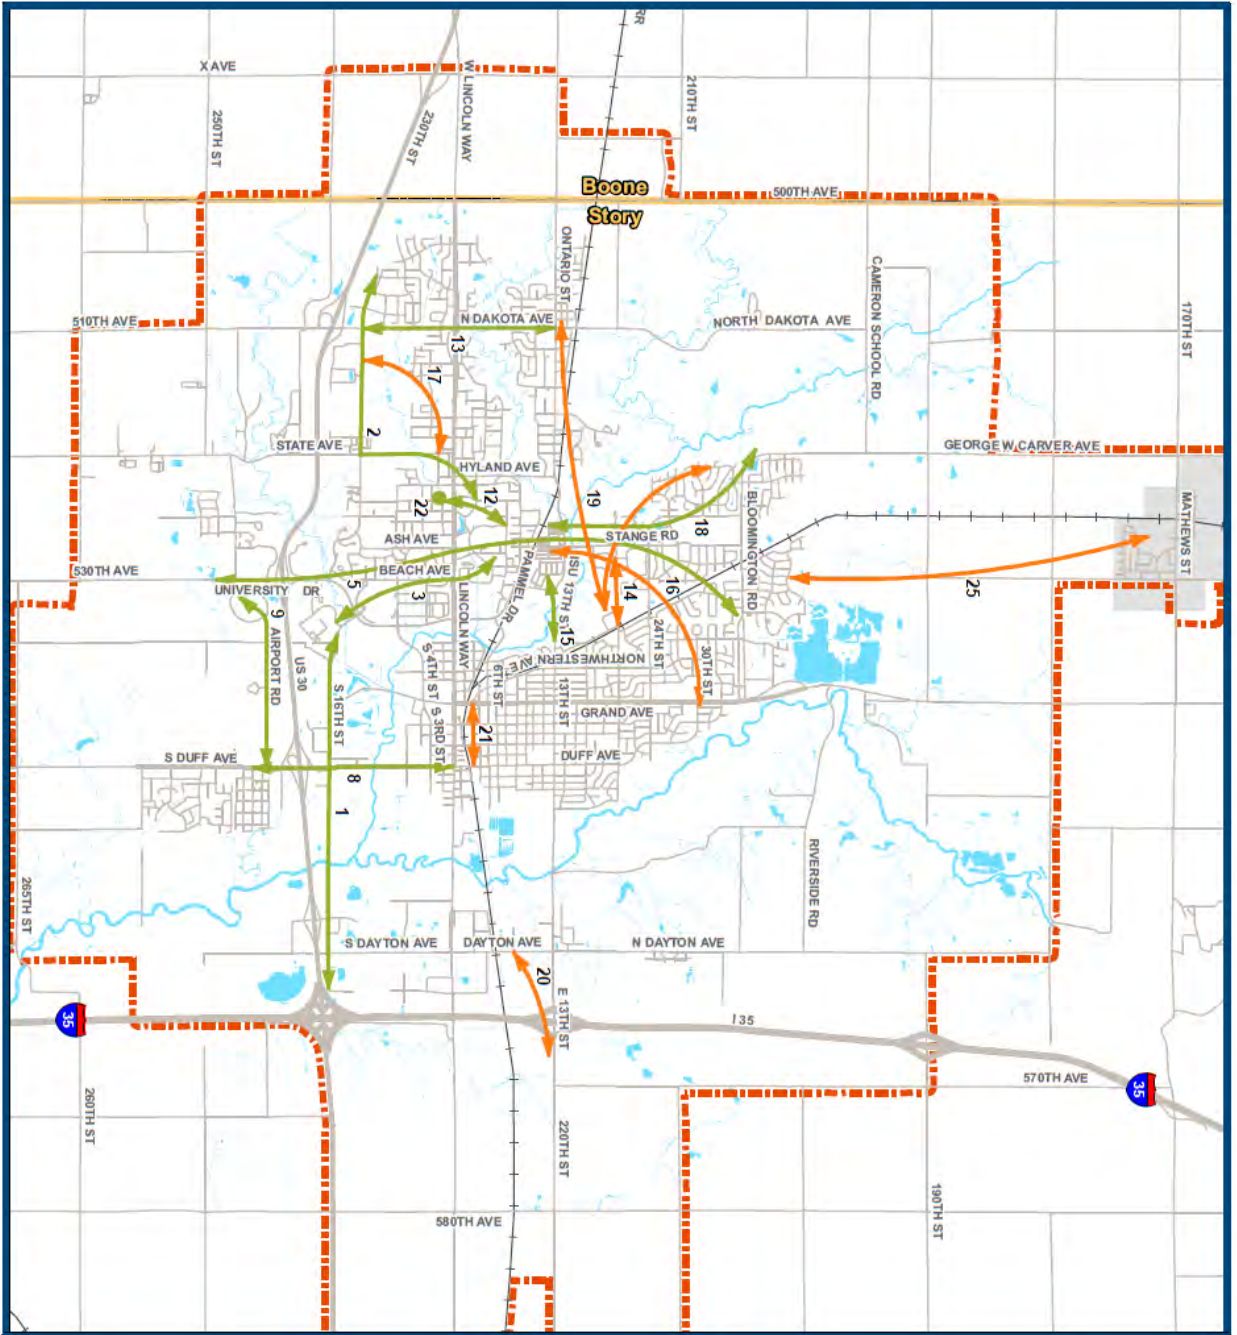 RR
X AVE
W LINCOLN WAY
210TH ST
250TH ST
230TH ST
Boone
Story
500TH AVE
ONTARIO ST
CAMERON SCHOOL RD
170TH ST
510TH AVE
N DAKOTA AVE
NORTH DAKOTA AVE
13
17
2
STATE AVE
GEORGE W CARVER AVE
HYLAND AVE
12
22
19
18
BLOOMINGTON RD
MATHEWS ST
ASH AVE
STANGE RD
530TH AVE
BEACH AVE
PAMMEL DR
ISU
UNIVERSITY DR
5
3
LINCOLN WAY
13TH ST
14
16
25
9
AIRPORT RD
15
24TH ST
US 30
S 4TH ST
6TH ST
NORTHWESTERN AVE
30TH ST
S 16TH ST
S 3RD ST
13TH ST
GRAND AVE
21
S DUFF AVE
DUFF AVE
8
1
RIVERSIDE RD
265TH ST
S DAYTON AVE
DAYTON AVE
N DAYTON AVE
20
E 13TH ST
35
I 35
570TH AVE
35
260TH ST
220TH ST
190TH ST
580TH AVE